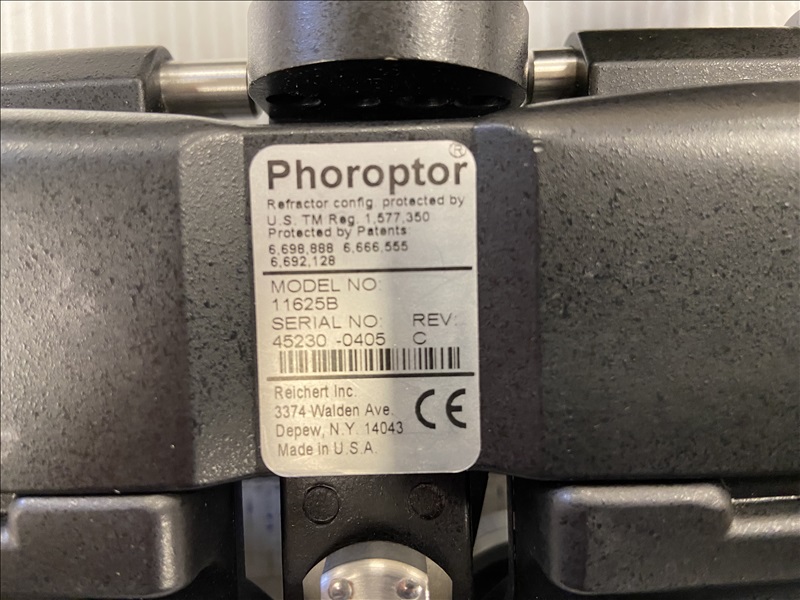 Phoroptor®
Refractor config. protected by
U.S. TM Reg. 1,577,350
Protected by Patents:
6,698,888 6,666,555
6,692,128
MODEL NO:
11625B
SERIAL NO: REV:
45230 -0405 C
Reichert Inc.
3374 Walden Ave.
Depew, N.Y. 14043
Made in U.S.A.
CE